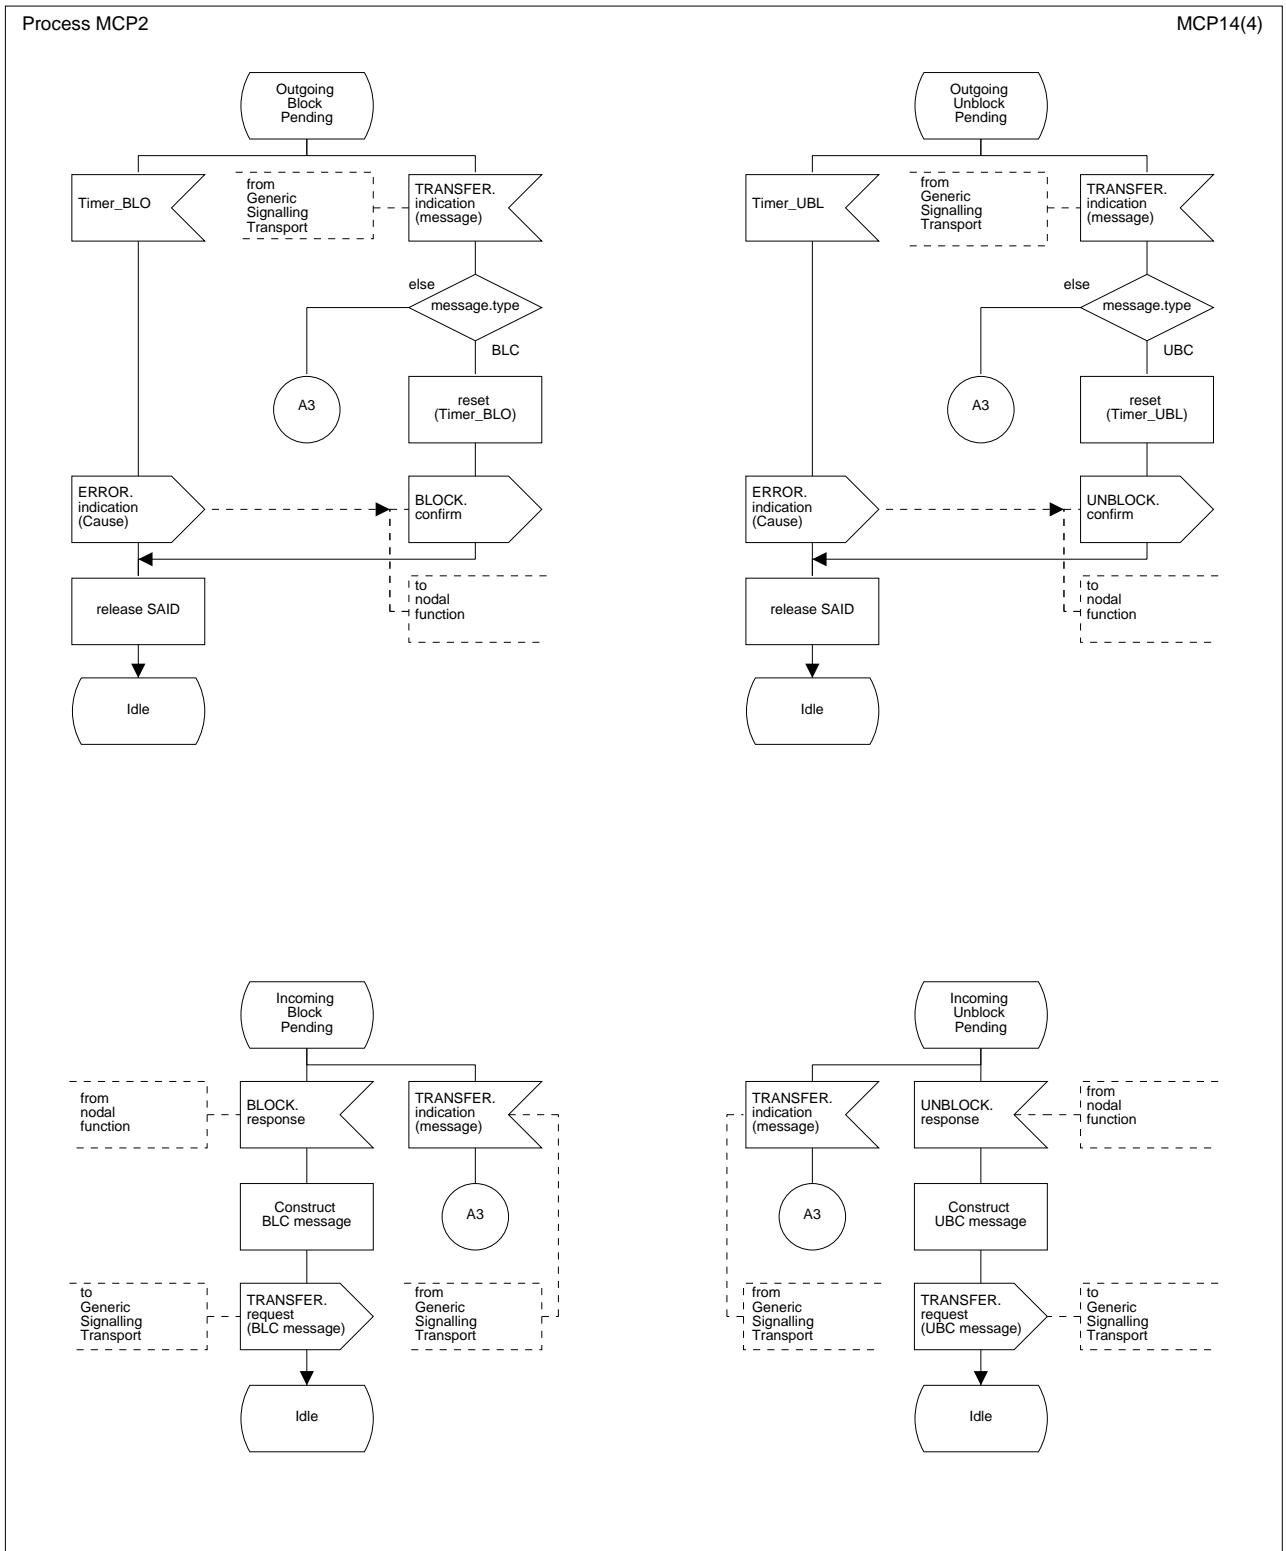 Process MCP2
MCP14(4)
Outgoing
Block
Pending
Timer_BLO
from
Generic
Signalling
Transport
TRANSFER.
indication
(message)
else
message.type
BLC
A3
reset
(Timer_BLO)
ERROR.
indication
(Cause)
BLOCK.
confirm
to
nodal
function
release SAID
Idle
Outgoing
Unblock
Pending
Timer_UBL
from
Generic
Signalling
Transport
TRANSFER.
indication
(message)
else
message.type
UBC
A3
reset
(Timer_UBL)
ERROR.
indication
(Cause)
UNBLOCK.
confirm
to
nodal
function
release SAID
Idle
Incoming
Block
Pending
from
nodal
function
BLOCK.
response
TRANSFER.
indication
(message)
Construct
BLC message
A3
to
Generic
Signalling
Transport
TRANSFER.
request
(BLC message)
from
Generic
Signalling
Transport
Idle
Incoming
Unblock
Pending
TRANSFER.
indication
(message)
UNBLOCK.
response
from
nodal
function
A3
Construct
UBC message
from
Generic
Signalling
Transport
TRANSFER.
request
(UBC message)
to
Generic
Signalling
Transport
Idle